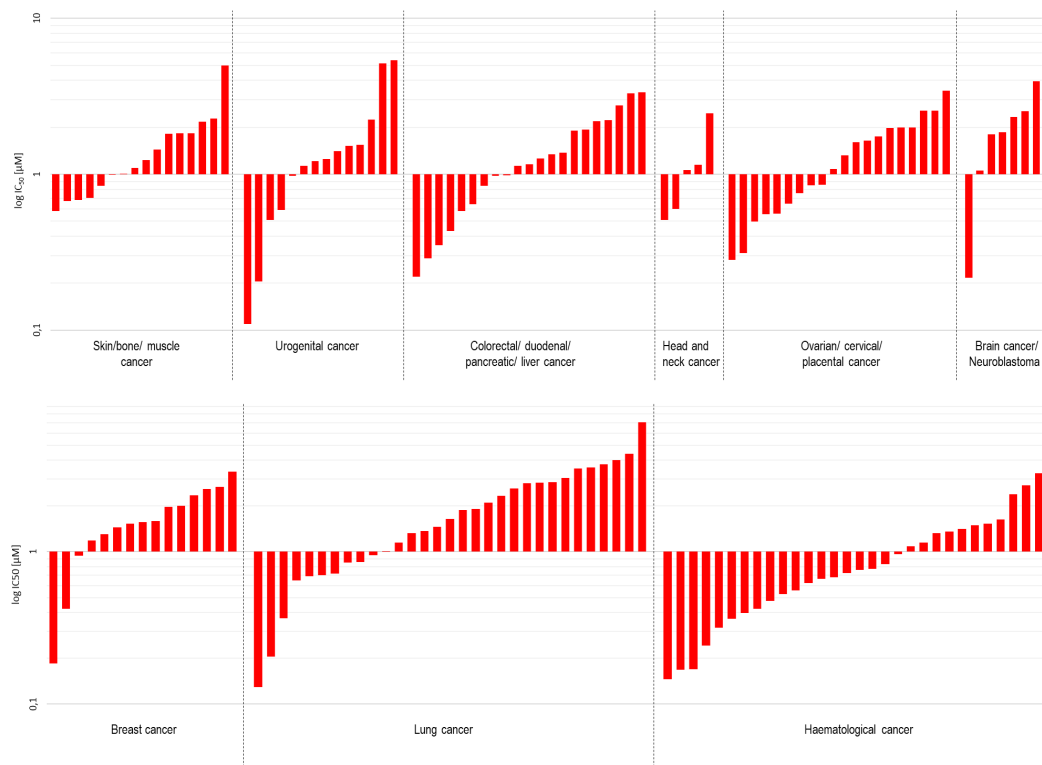 10
1
0,1
log IC₅₀ [µM]
Skin/bone/ muscle
cancer
Urogenital cancer
Colorectal/ duodenal/
pancreatic/ liver cancer
Head and
neck cancer
Ovarian/ cervical/
placental cancer
Brain cancer/
Neuroblastoma
1
0,1
log IC50 [µM]
Breast cancer
Lung cancer
Haematological cancer